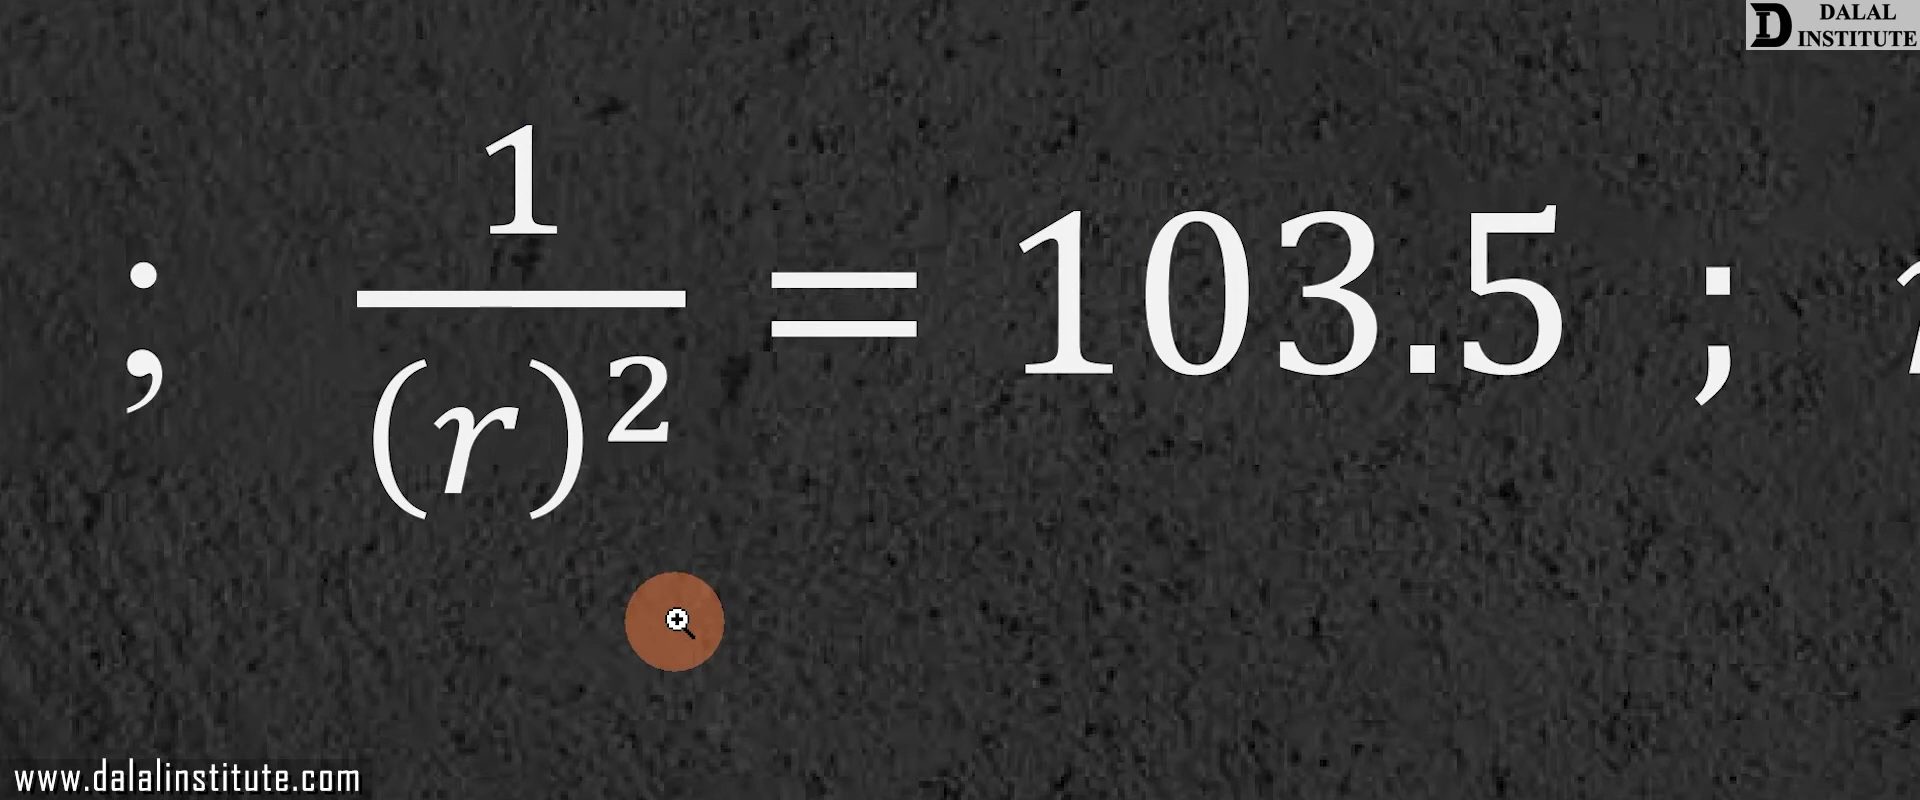 D DALAL
INSTITUTE
; 1/(r)² = 103.5 ;
www.dalalinstitute.com